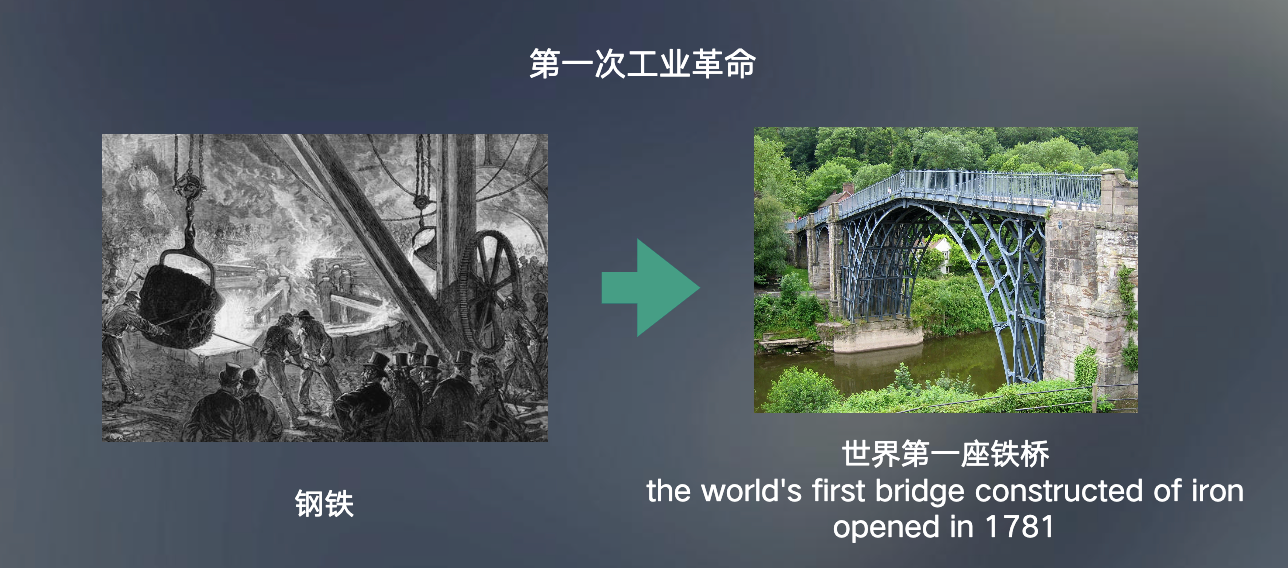 第一次工业革命
钢铁
世界第一座铁桥
the world's first bridge constructed of iron
opened in 1781